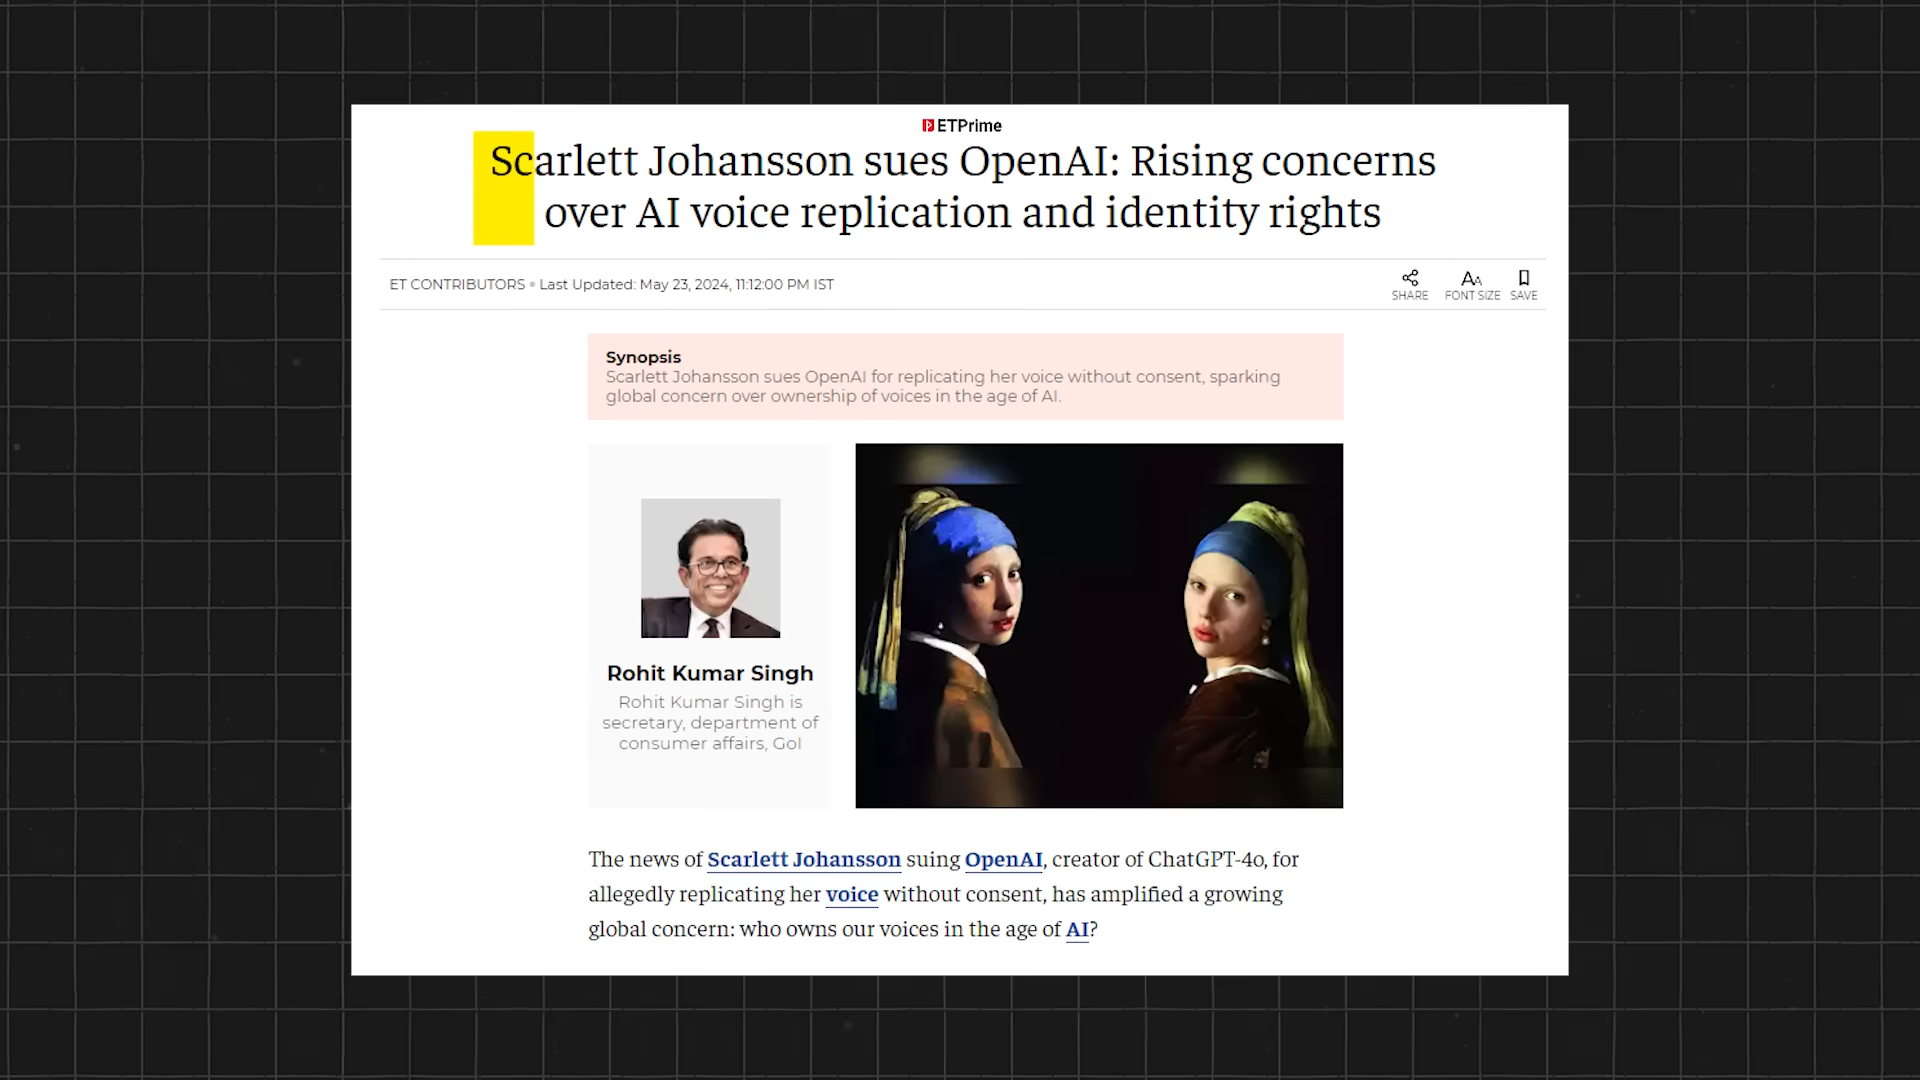 ETPrime
Scarlett Johansson sues OpenAI: Rising concerns
over AI voice replication and identity rights
ET CONTRIBUTORS Last Updated: May 23, 2024, 11:12:00 PM IST
SHARE FONT SIZE SAVE
Synopsis
Scarlett Johansson sues OpenAI for replicating her voice without consent, sparking
global concern over ownership of voices in the age of AI.
Rohit Kumar Singh
Rohit Kumar Singh is
secretary, department of
consumer affairs, GoI
The news of Scarlett Johansson suing OpenAI, creator of ChatGPT-4o, for
allegedly replicating her voice without consent, has amplified a growing
global concern: who owns our voices in the age of AI?